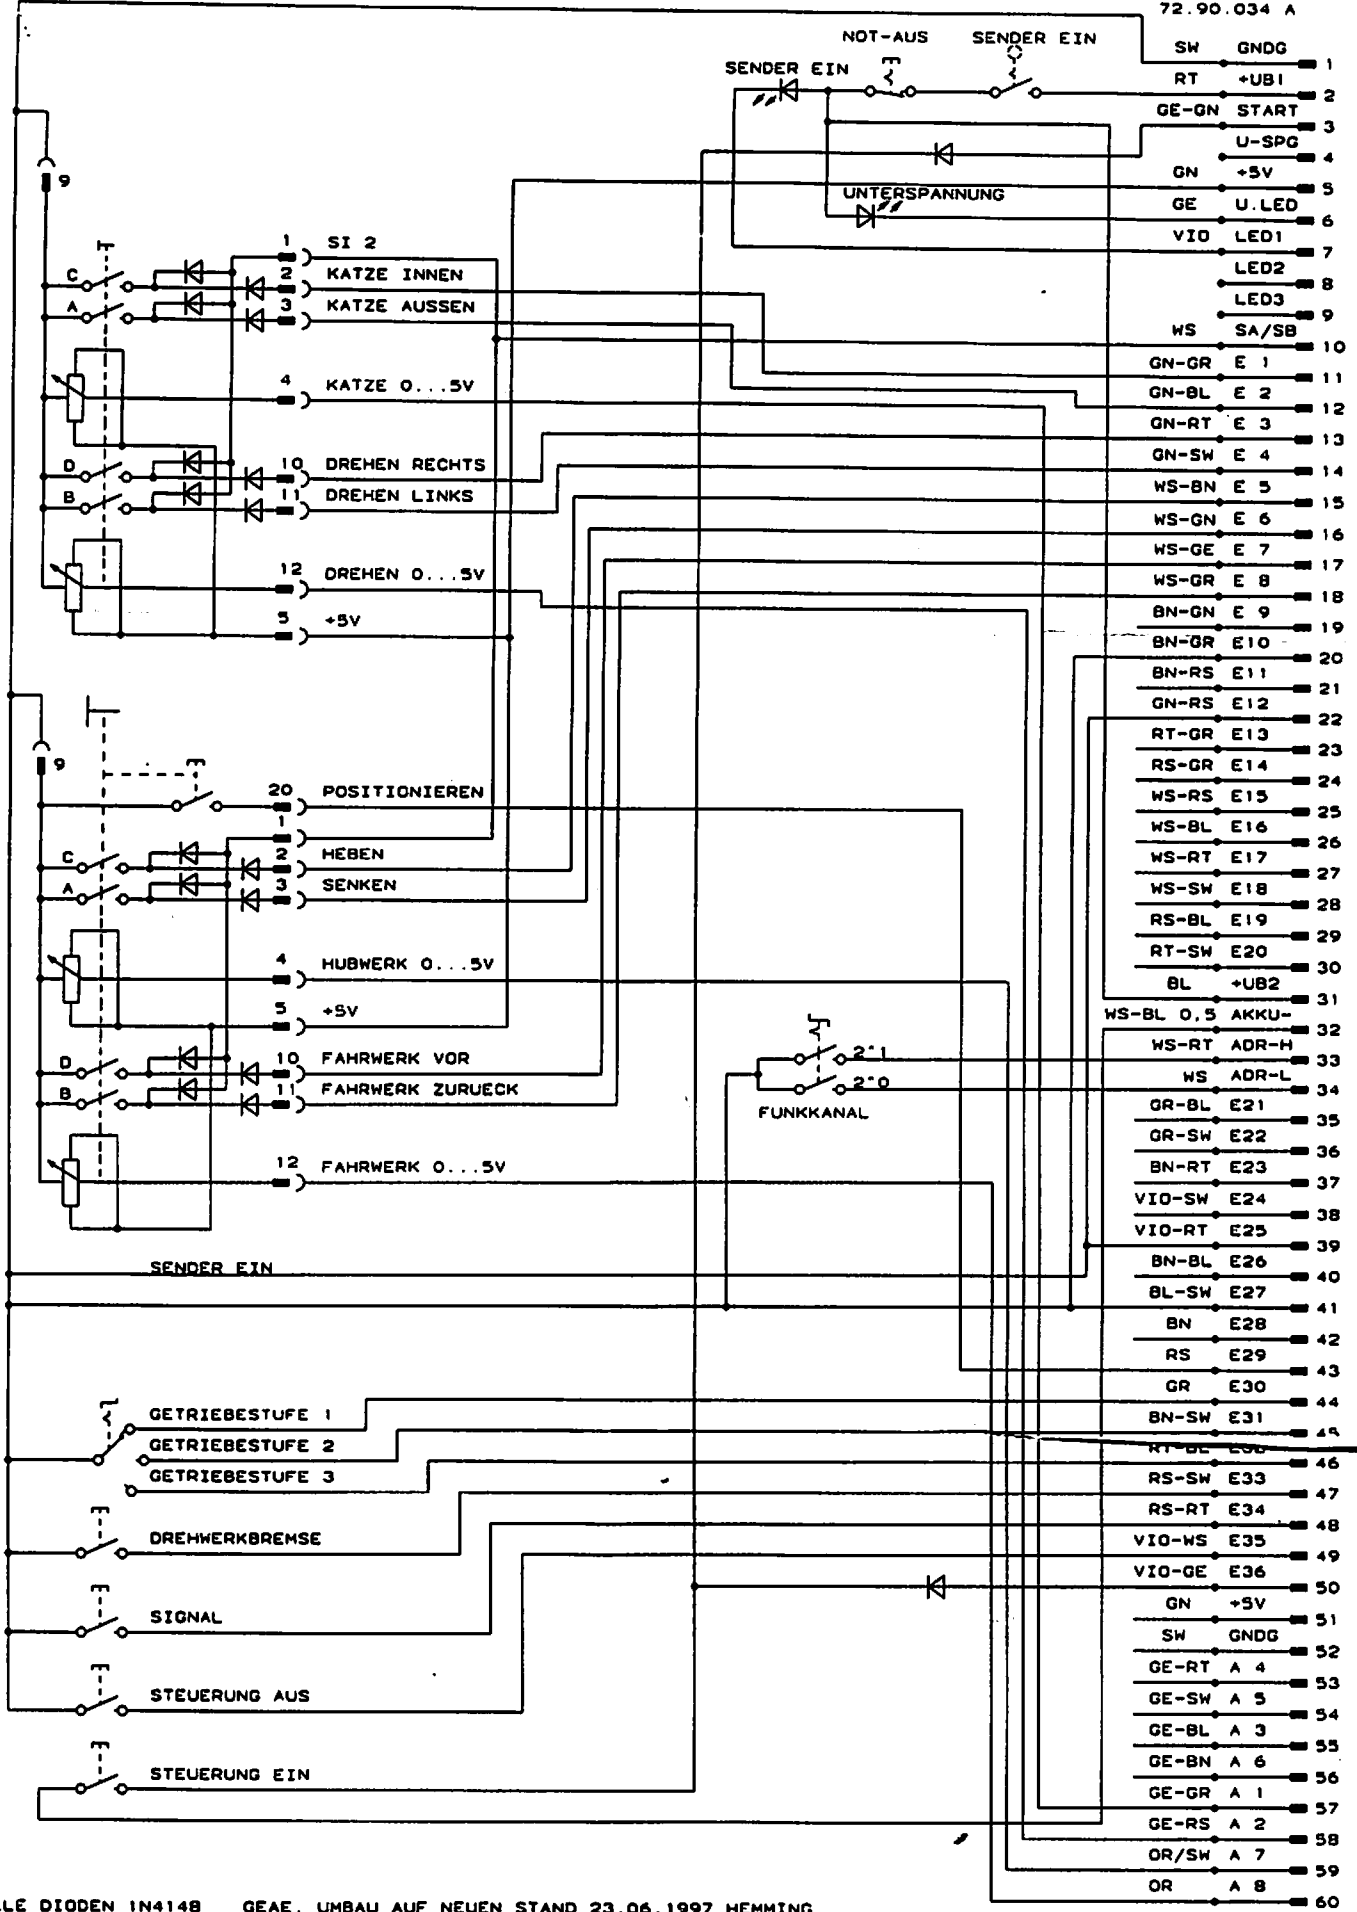 72.90.034 A
NOT-AUS SENDER EIN
SENDER EIN
SW GNDG 1
RT +UB1 2
GE-GN START 3
U-SPG 4
GN +5V 5
UNTERSPANNUNG
GE U.LED 6
VIO LED1 7
LED2 8
LED3 9
WS SA/SB 10
GN-GR E 1 11
GN-BL E 2 12
GN-RT E 3 13
GN-SW E 4 14
WS-BN E 5 15
WS-GN E 6 16
WS-GE E 7 17
WS-GR E 8 18
BN-GN E 9 19
BN-GR E10 20
BN-RS E11 21
GN-RS E12 22
RT-GR E13 23
RS-GR E14 24
WS-RS E15 25
WS-BL E16 26
WS-RT E17 27
WS-SW E18 28
RS-BL E19 29
RT-SW E20 30
BL +UB2 31
WS-BL 0,5 AKKU- 32
WS-RT ADR-H 33
WS ADR-L 34
GR-BL E21 35
GR-SW E22 36
BN-RT E23 37
VIO-SW E24 38
VIO-RT E25 39
BN-BL E26 40
BL-SW E27 41
BN E28 42
RS E29 43
GR E30 44
BN-SW E31 45
46
RS-SW E33 47
RS-RT E34 48
VIO-WS E35 49
VIO-GE E36 50
GN +5V 51
SW GNDG 52
GE-RT A 4 53
GE-SW A 5 54
GE-BL A 3 55
GE-BN A 6 56
GE-GR A 1 57
GE-RS A 2 58
OR/SW A 7 59
OR A 8 60
9
1 SI 2
C 2 KATZE INNEN
A 3 KATZE AUSSEN
4 KATZE 0...5V
D 10 DREHEN RECHTS
B 11 DREHEN LINKS
12 DREHEN 0...5V
5 +5V
9
20 POSITIONIEREN
1
C 2 HEBEN
A 3 SENKEN
4 HUBWERK 0...5V
5 +5V
D 10 FAHRWERK VOR
B 11 FAHRWERK ZURUECK
12 FAHRWERK 0...5V
2^1
2^0
FUNKKANAL
SENDER EIN
GETRIEBESTUFE 1
GETRIEBESTUFE 2
GETRIEBESTUFE 3
DREHWERKBREMSE
SIGNAL
STEUERUNG AUS
STEUERUNG EIN
LLE DIODEN 1N4148 GEAE. UMBAU AUF NEUEN STAND 23.06.1997 HEMMING